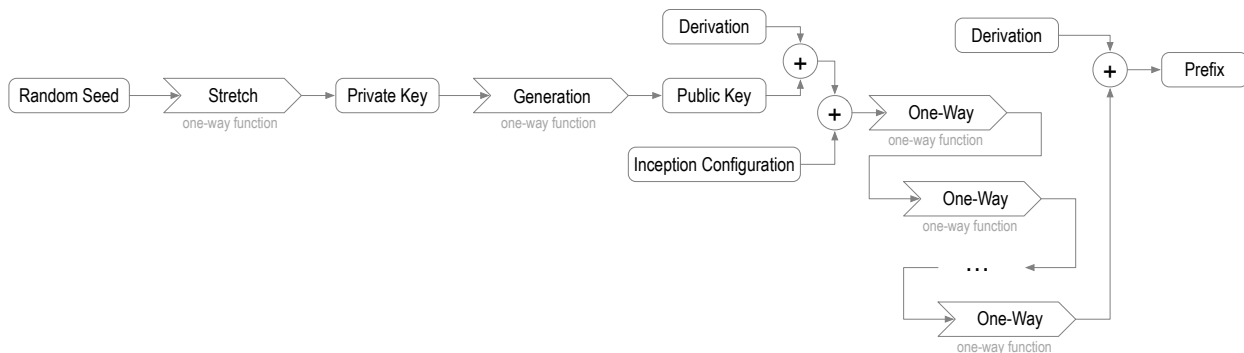 Derivation
Derivation
+
+
Random Seed
Stretch
Private Key
Generation
Public Key
Prefix
one-way function
one-way function
+
One-Way
one-way function
Inception Configuration
One-Way
one-way function
...
One-Way
one-way function